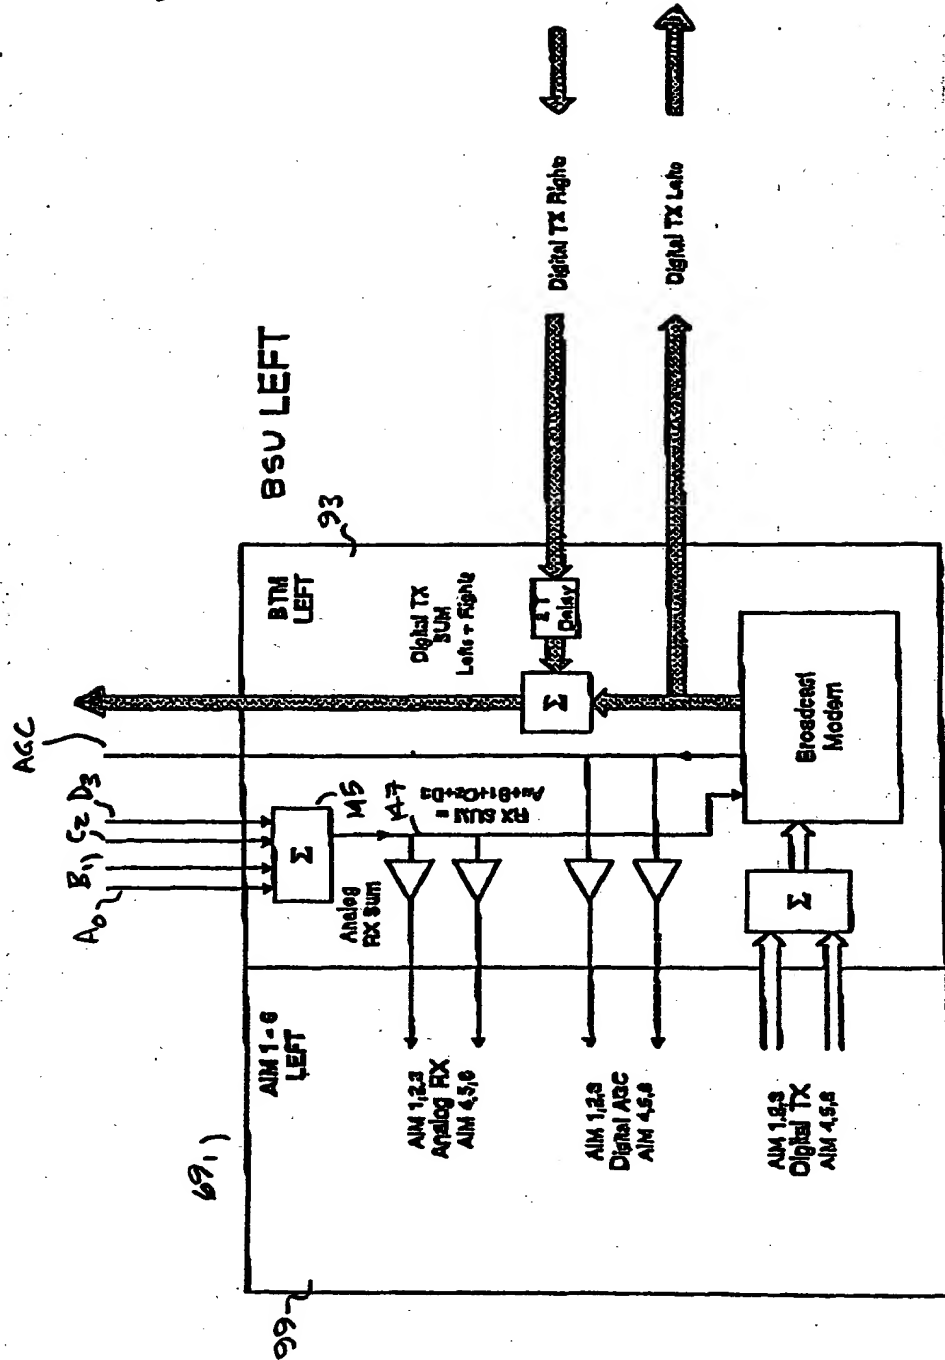 AGC
A0
B1
C2
D3
BSU LEFT
93
BTM
LEFT
Digital TX
SUM
Lefts + Rights
2T
Delay
Σ
Digital TX Rights
Digital TX Lefts
Σ
145
147
RX SUM =
A0+B1+C2+D3
Analog
RX Sum
Broadcast
Modem
Σ
69
99
AIM 1-6
LEFT
AIM 1,2,3
Analog RX
AIM 4,5,6
AIM 1,2,3
Digital AGC
AIM 4,5,6
AIM 1,2,3
Digital TX
AIM 4,5,6